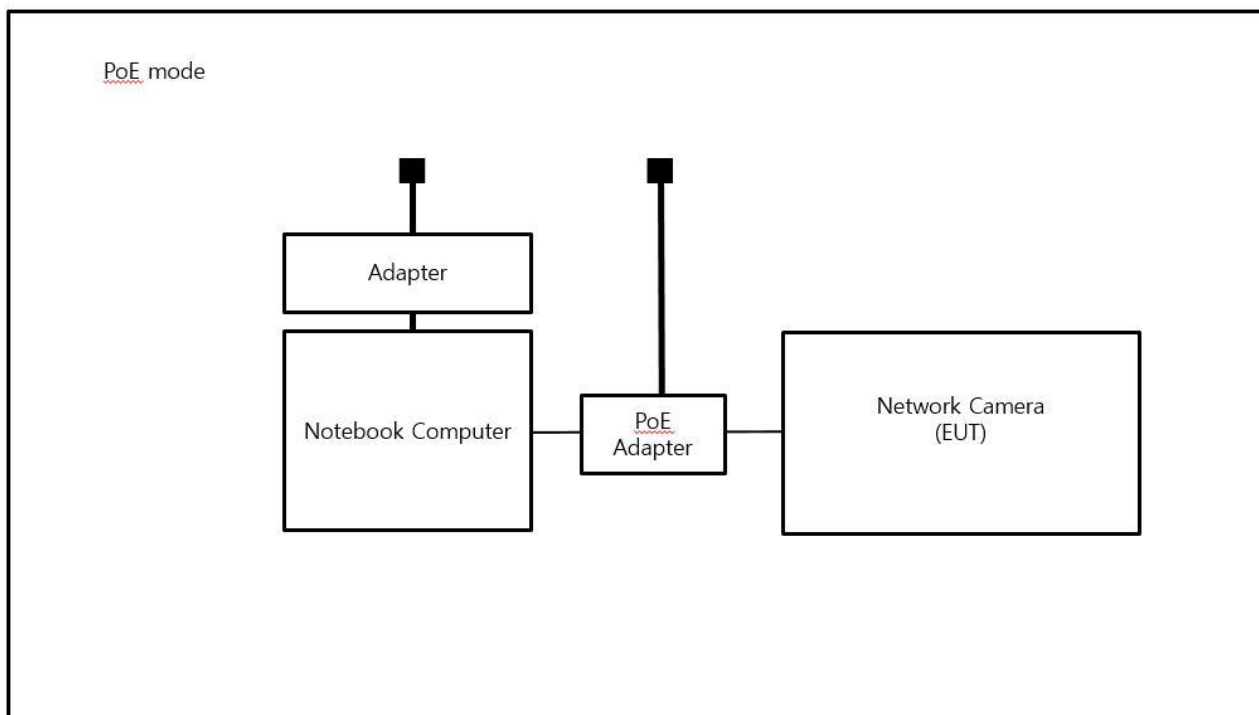 PoE mode
Adapter
Notebook Computer
PoE
Adapter
Network Camera
(EUT)